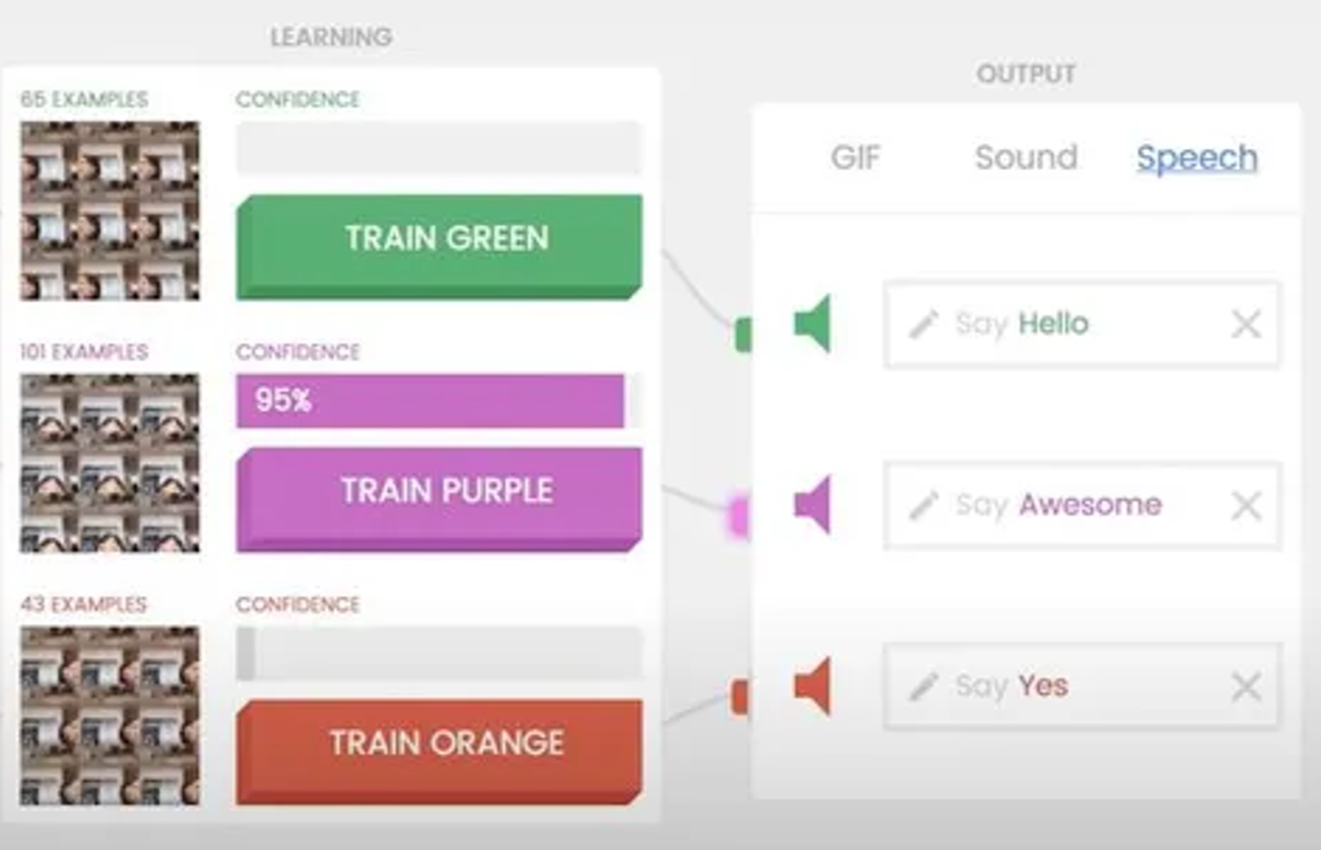 LEARNING
65 EXAMPLES
CONFIDENCE
TRAIN GREEN
101 EXAMPLES
CONFIDENCE
95%
TRAIN PURPLE
43 EXAMPLES
CONFIDENCE
TRAIN ORANGE
OUTPUT
GIF Sound Speech
Say Hello
Say Awesome
Say Yes